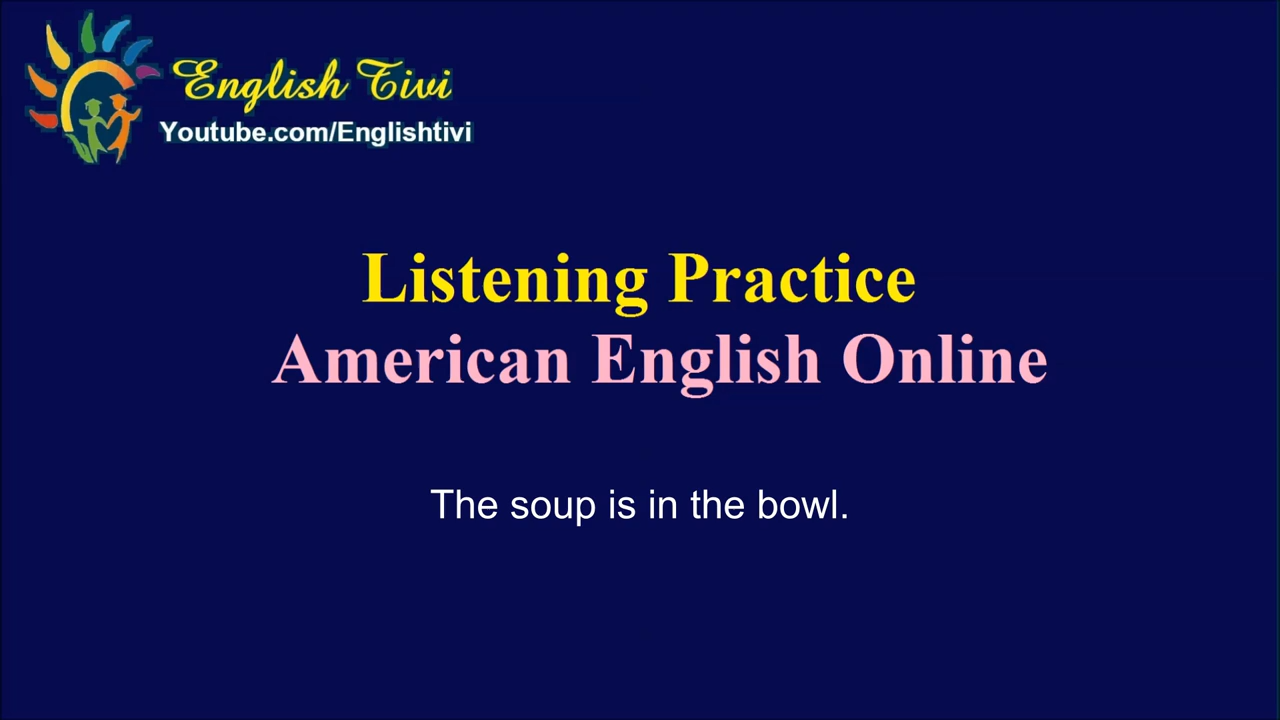 English Tivi
Youtube.com/Englishtivi
Listening Practice
American English Online
The soup is in the bowl.